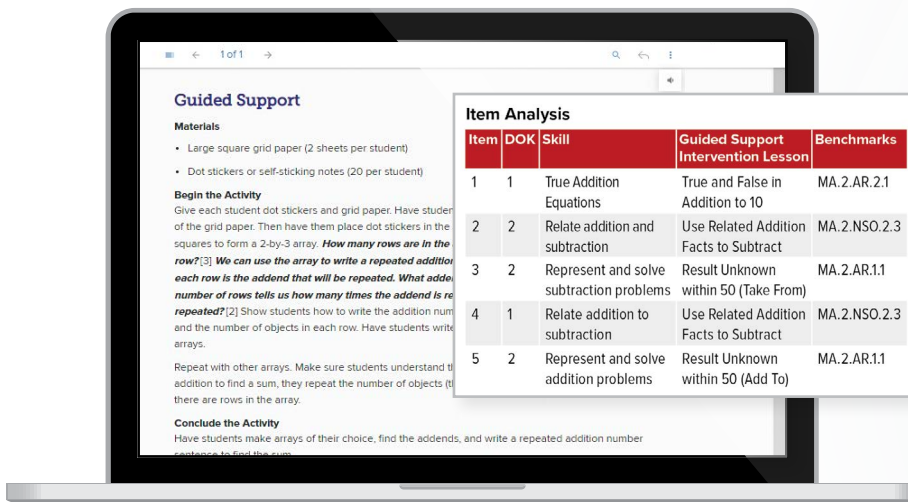 1 of 1
Guided Support
Materials
• Large square grid paper (2 sheets per student)
• Dot stickers or self-sticking notes (20 per student)
Begin the Activity
Give each student dot stickers and grid paper. Have studen
of the grid paper. Then have them place dot stickers in the
squares to form a 2-by-3 array. How many rows are in the
row? [3] We can use the array to write a repeated addition
each row is the addend that will be repeated. What adde
number of rows tells us how many times the addend is re
repeated? [2] Show students how to write the addition num
and the number of objects in each row. Have students write
arrays.
Repeat with other arrays. Make sure students understand th
addition to find a sum, they repeat the number of objects (t
there are rows in the array.
Conclude the Activity
Have students make arrays of their choice, find the addends, and write a repeated addition number
sentence to find the sum.
Item Analysis
Item DOK Skill Guided Support Intervention Lesson Benchmarks
1 1 True Addition Equations True and False in Addition to 10 MA.2.AR.2.1
2 2 Relate addition and subtraction Use Related Addition Facts to Subtract MA.2.NSO.2.3
3 2 Represent and solve subtraction problems Result Unknown within 50 (Take From) MA.2.AR.1.1
4 1 Relate addition to subtraction Use Related Addition Facts to Subtract MA.2.NSO.2.3
5 2 Represent and solve addition problems Result Unknown within 50 (Add To) MA.2.AR.1.1